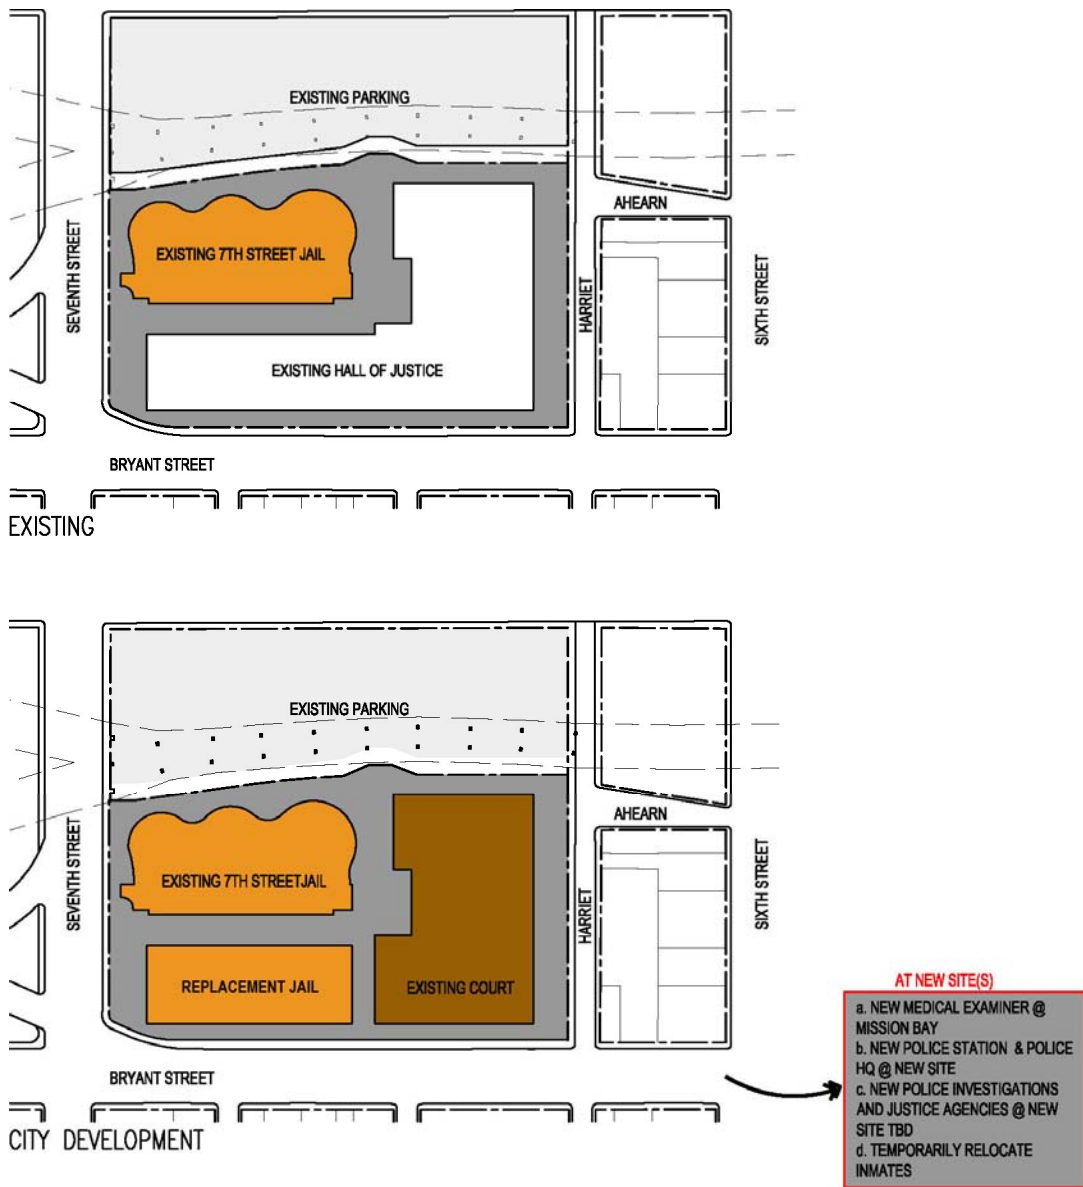 EXISTING PARKING
AHEARN
SEVENTH STREET
EXISTING 7TH STREET JAIL
HARRIET
SIXTH STREET
EXISTING HALL OF JUSTICE
BRYANT STREET
EXISTING
EXISTING PARKING
AHEARN
SEVENTH STREET
EXISTING 7TH STREETJAIL
HARRIET
SIXTH STREET
REPLACEMENT JAIL
EXISTING COURT
BRYANT STREET
CITY DEVELOPMENT
AT NEW SITE(S)
a. NEW MEDICAL EXAMINER @
MISSION BAY
b. NEW POLICE STATION & POLICE
HQ @ NEW SITE
c. NEW POLICE INVESTIGATIONS
AND JUSTICE AGENCIES @ NEW
SITE TBD
d. TEMPORARILY RELOCATE
INMATES